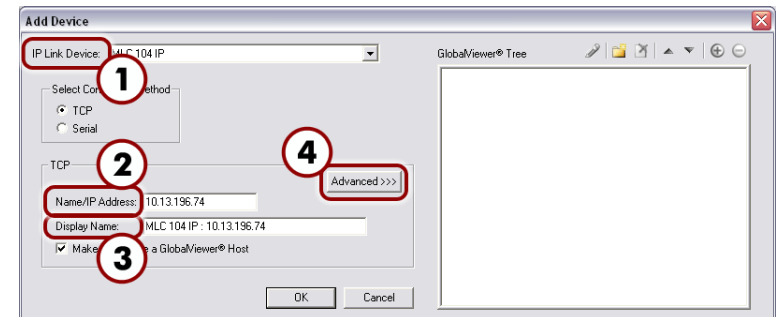 Add Device
IP Link Device: MLC 104 IP
GlobalViewer® Tree
1
Select Con ethod
TCP
Serial
2
4
TCP
Advanced >>>
Name/IP Address: 10.13.196.74
Display Name: MLC 104 IP : 10.13.196.74
Make e a GlobalViewer® Host
3
OK Cancel